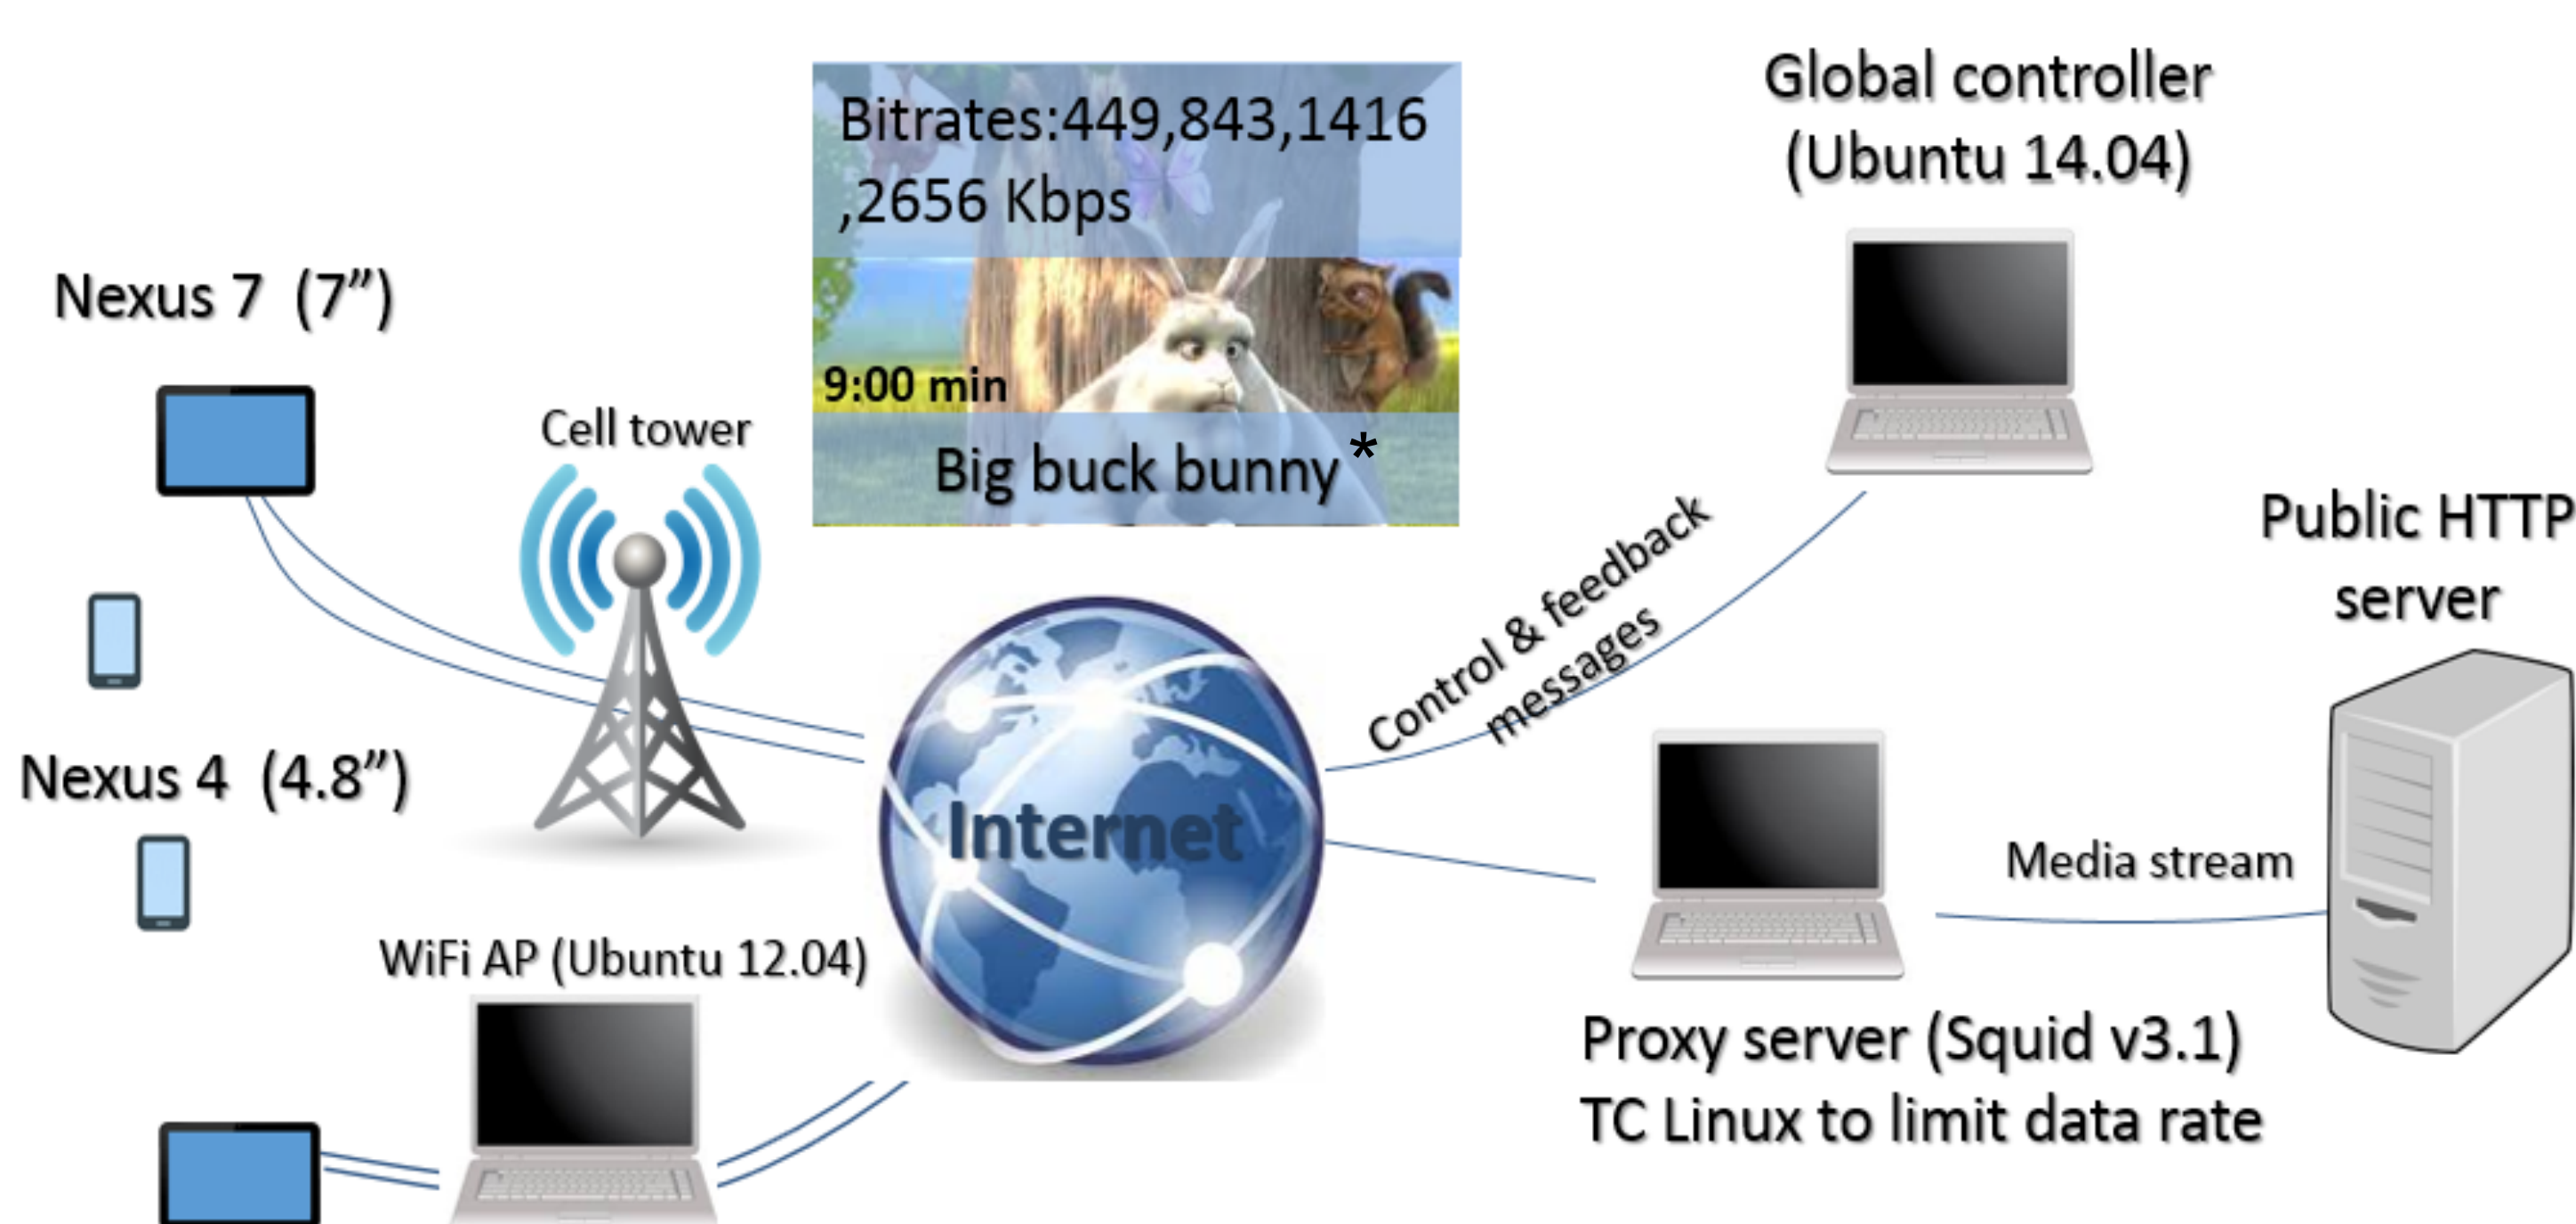 Bitrates:449,843,1416
,2656 Kbps
9:00 min
Big buck bunny*
Global controller
(Ubuntu 14.04)
Nexus 7 (7”)
Cell tower
Control & feedback
messages
Public HTTP
server
Nexus 4 (4.8”)
Internet
Media stream
WiFi AP (Ubuntu 12.04)
Proxy server (Squid v3.1)
TC Linux to limit data rate